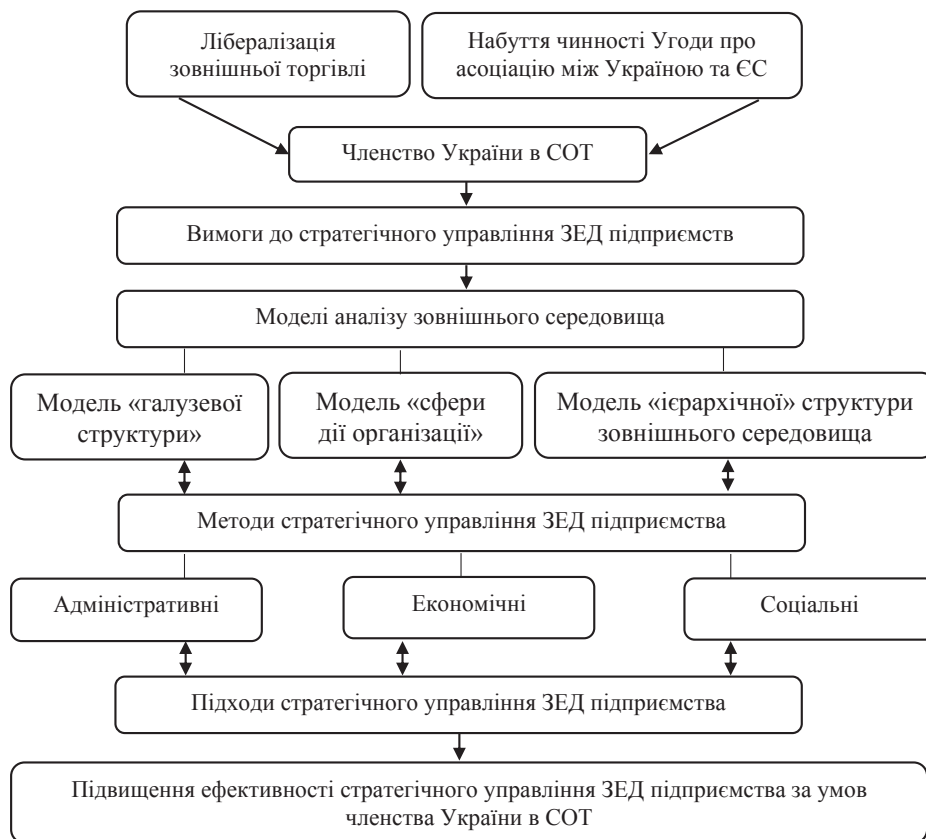 Лібералізація
зовнішньої торгівлі
Набуття чинності Угоди про
асоціацію між Україною та ЄС
Членство України в СОТ
Вимоги до стратегічного управління ЗЕД підприємств
Моделі аналізу зовнішнього середовища
Модель «галузевої
структури»
Модель «сфери
дії організації»
Модель «ієрархічної» структури
зовнішнього середовища
Методи стратегічного управління ЗЕД підприємства
Адміністративні
Економічні
Соціальні
Підходи стратегічного управління ЗЕД підприємства
Підвищення ефективності стратегічного управління ЗЕД підприємства за умов
членства України в СОТ